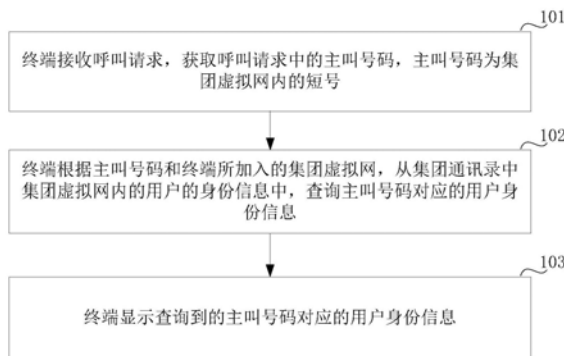 101
终端接收呼叫请求，获取呼叫请求中的主叫号码，主叫号码为集
团虚拟网内的短号
102
终端根据主叫号码和终端所加入的集团虚拟网，从集团通讯录中
集团虚拟网内的用户的身份信息中，查询主叫号码对应的用户身
份信息
103
终端显示查询到的主叫号码对应的用户身份信息